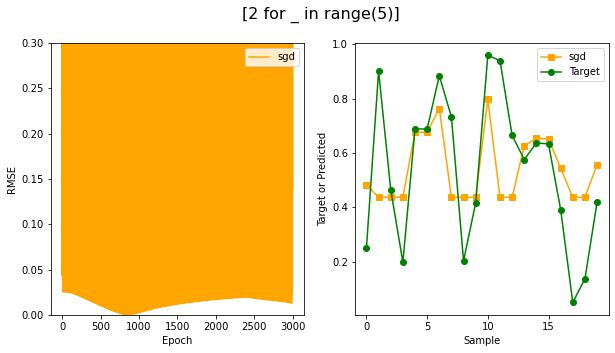 [2 for _ in range(5)]
0.30
0.25
0.20
0.15
0.10
0.05
0.00
RMSE
0 500 1000 1500 2000 2500 3000
Epoch
sgd
1.0
0.8
0.6
0.4
0.2
Target or Predicted
0 5 10 15
Sample
sgd
Target